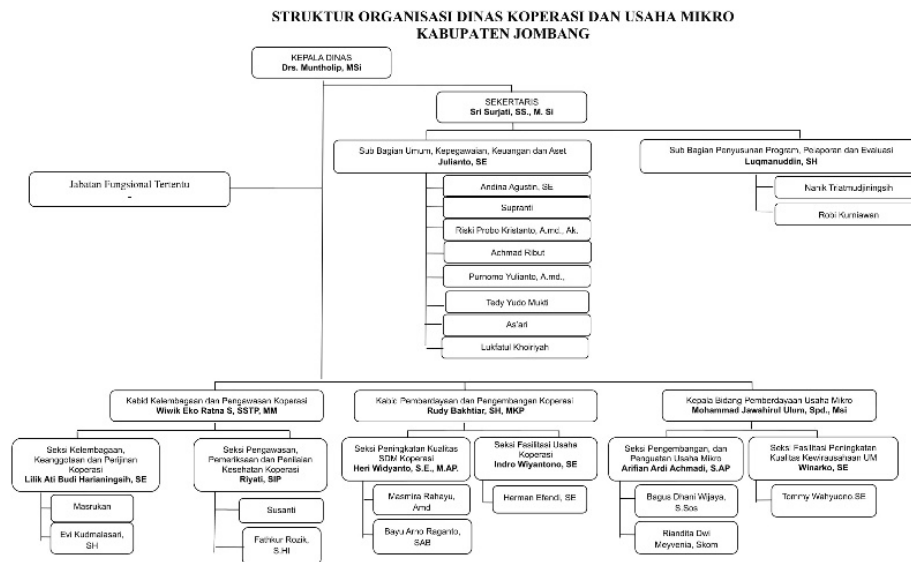 STRUKTUR ORGANISASI DINAS KOPERASI DAN USAHA MIKRO
KABUPATEN JOMBANG
KEPALA DINAS
Drs. Muntholip, MSi
SEKERTARIS
Sri Surjati, SS., M. Si
Sub Bagian Umum, Kepegawaian, Keuangan dan Aset
Julianto, SE
Sub Bagian Penyusunan Program, Pelaporan dan Evaluasi
Luqmanuddin, SH
Jabatan Fungsional Tertentu
-
Andina Agustin, SE
Supranti
Riski Probo Kristanto, A.md., Ak.
Achmad Ribut
Purnomo Yulianto, A.md.,
Tedy Yudo Mukti
As'ari
Lukfatul Khoiriyah
Nanik Triatmudjiningsih
Robi Kurniawan
Kabid Kelembagaan dan Pengawasan Koperasi
Wiwik Eko Ratna S, SSTP, MM
Kabid Pemberdayaan dan Pengembangan Koperasi
Rudy Bakhtiar, SH, MKP
Kepala Bidang Pemberdayaan Usaha Mikro
Mohammad Jawahirul Ulum, Spd., Msi
Seksi Kelembagaan,
Keanggotaan dan Perijinan
Koperasi
Lilik Ati Budi Harianingaih, SE
Masrukan
Evi Kudmalasari,
SH
Seksi Pengawasan,
Pemeriksaan dan Penilaian
Kesehatan Koperasi
Riyati, SIP
Susanti
Fathkur Rozik,
S.HI
Seksi Peningkatan Kualitas
SDM Koperasi
Heri Widyanto, S.E., M.AP.
Masmira Rahayu,
Amd
Bayu Arno Raganto,
SAB
Seksi Fasilitasi Usaha
Koperasi
Indro Wiyantono, SE
Herman Efendi, SE
Seksi Pengembangan, dan
Penguatan Usaha Mikro
Arifian Ardi Achmadi, S.AP
Bagus Dhani Wijaya,
S.Sos
Riandita Dwi
Meyvenia, Skom
Seksi Fasilitasi Peningkatan
Kualitas Kewirausahaan UM
Winarko, SE
Tommy Wahyuono.SE